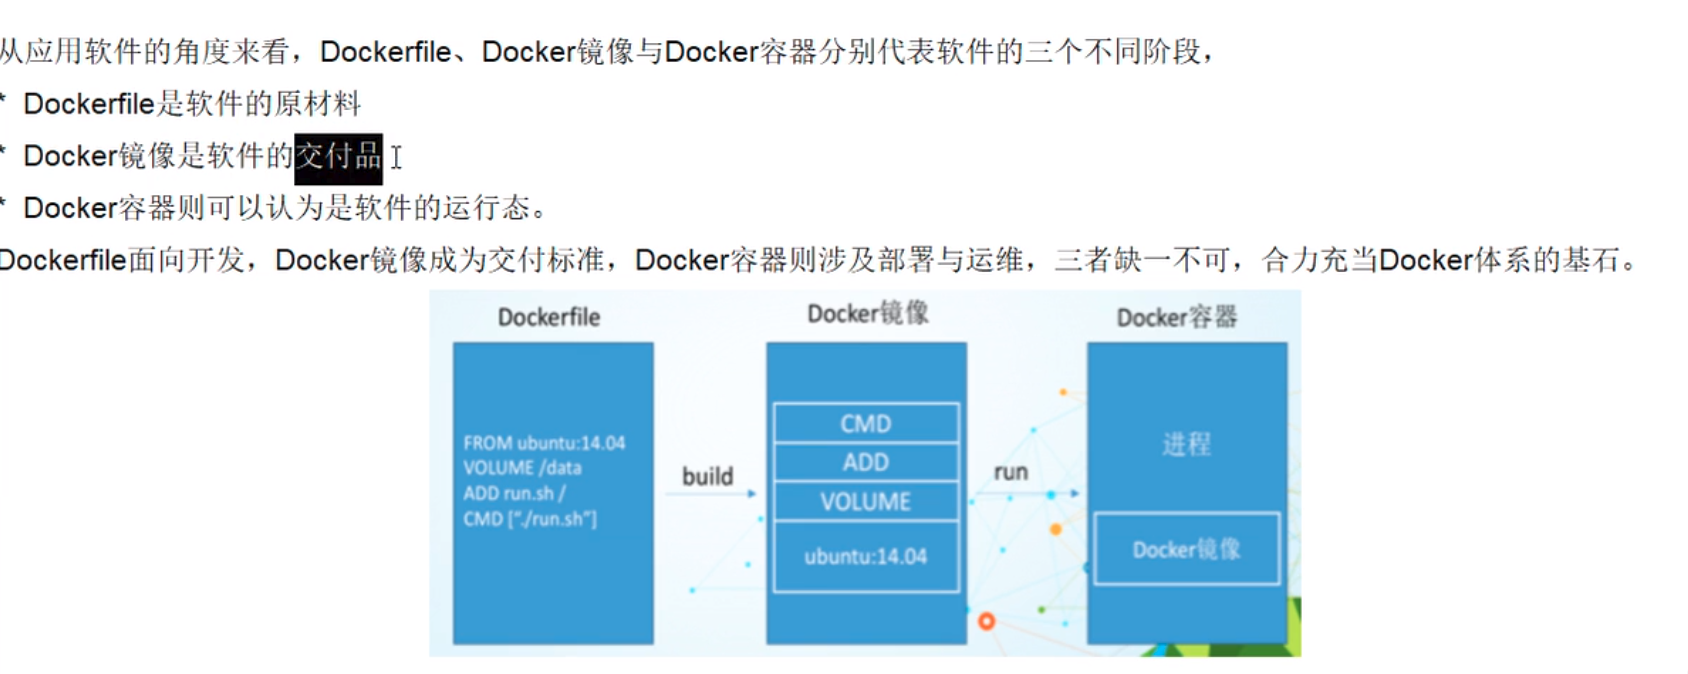 从应用软件的角度来看，Dockerfile、Docker镜像与Docker容器分别代表软件的三个不同阶段，
* Dockerfile是软件的原材料
* Docker镜像是软件的交付品
* Docker容器则可以认为是软件的运行态。
Dockerfile面向开发，Docker镜像成为交付标准，Docker容器则涉及部署与运维，三者缺一不可，合力充当Docker体系的基石。
Dockerfile
FROM ubuntu:14.04
VOLUME /data
ADD run.sh /
CMD ["./run.sh"]
build
Docker镜像
CMD
ADD
VOLUME
ubuntu:14.04
run
Docker容器
进程
Docker镜像